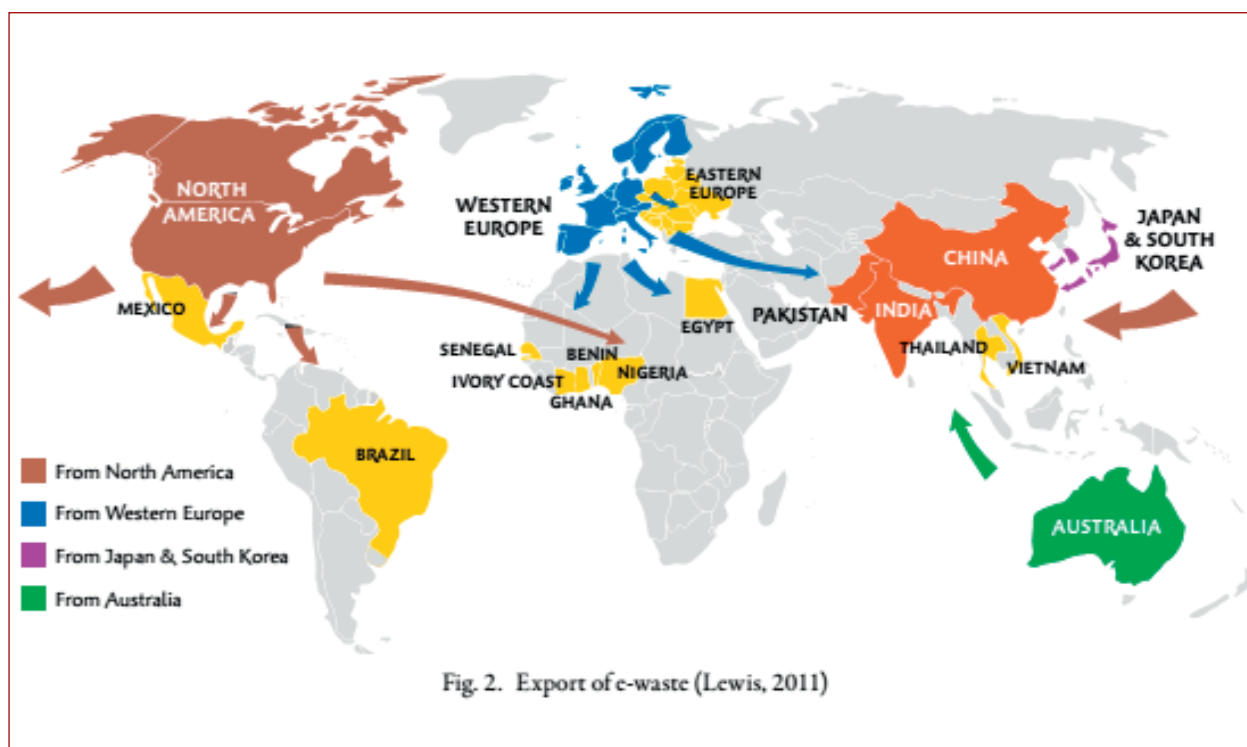 NORTH
AMERICA
WESTERN
EUROPE
EASTERN
EUROPE
JAPAN
& SOUTH
KOREA
CHINA
MEXICO
PAKISTAN
INDIA
EGYPT
SENEGAL
BENIN
NIGERIA
IVORY COAST
GHANA
THAILAND
VIETNAM
BRAZIL
AUSTRALIA
From North America
From Western Europe
From Japan & South Korea
From Australia
Fig. 2. Export of e-waste (Lewis, 2011)